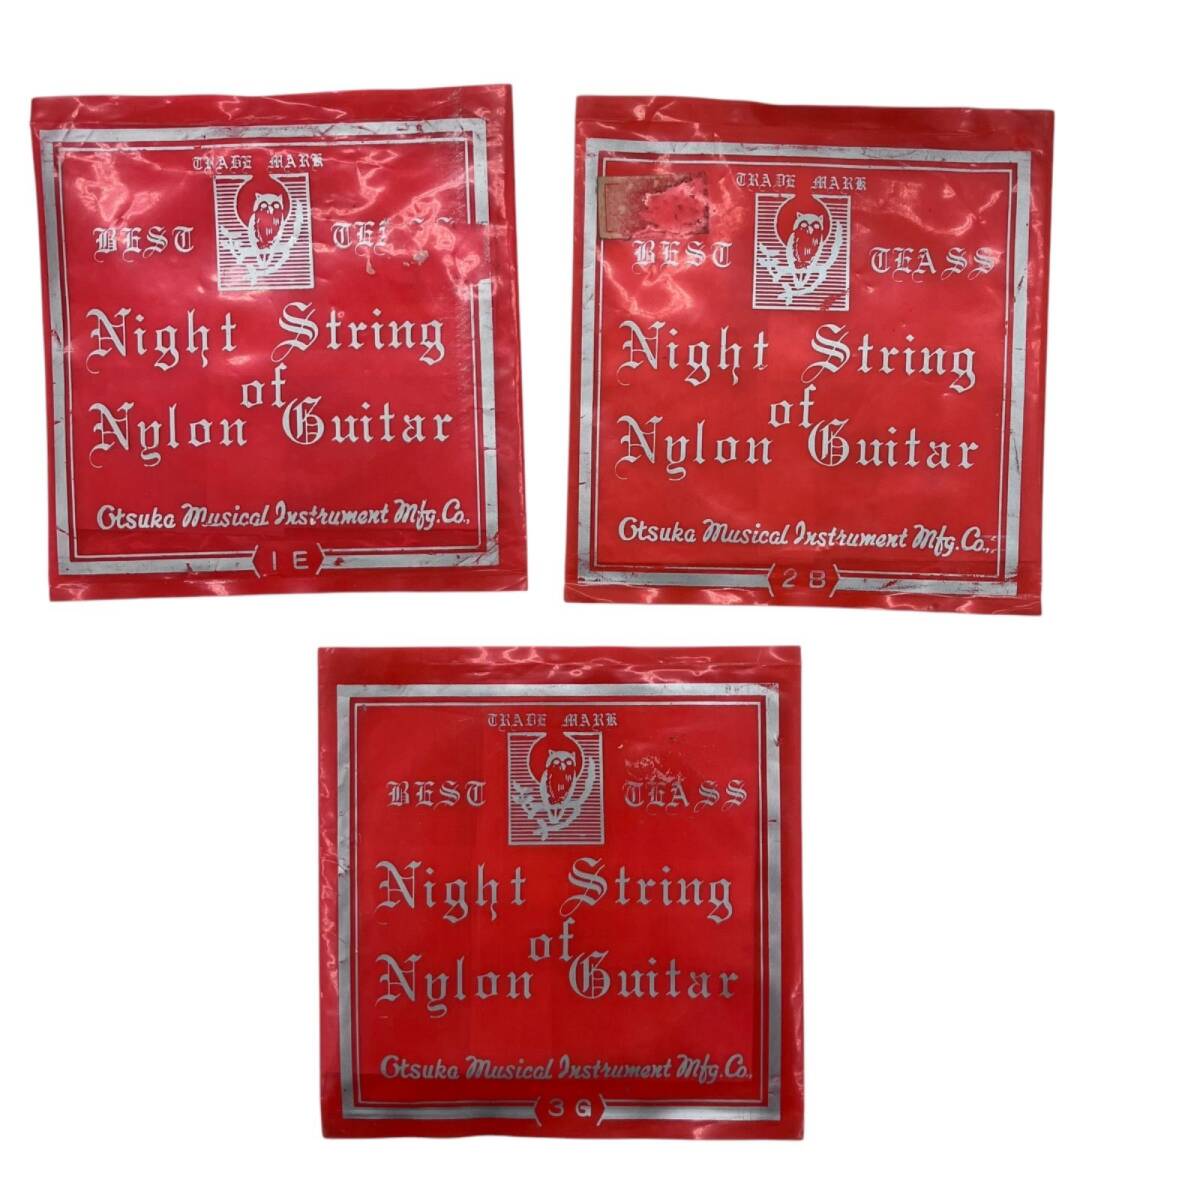 TRADE MARK
BEST
Night String
of
Nylon Guitar
Otsuka Musical Instrument Mfg. Co.,
1E
TRADE MARK
BEST TEASS
Night String
of
Nylon Guitar
Otsuka Musical Instrument Mfg. Co.,
2B
TRADE MARK
BEST TEASS
Night String
of
Nylon Guitar
Otsuka Musical Instrument Mfg. Co.,
3G